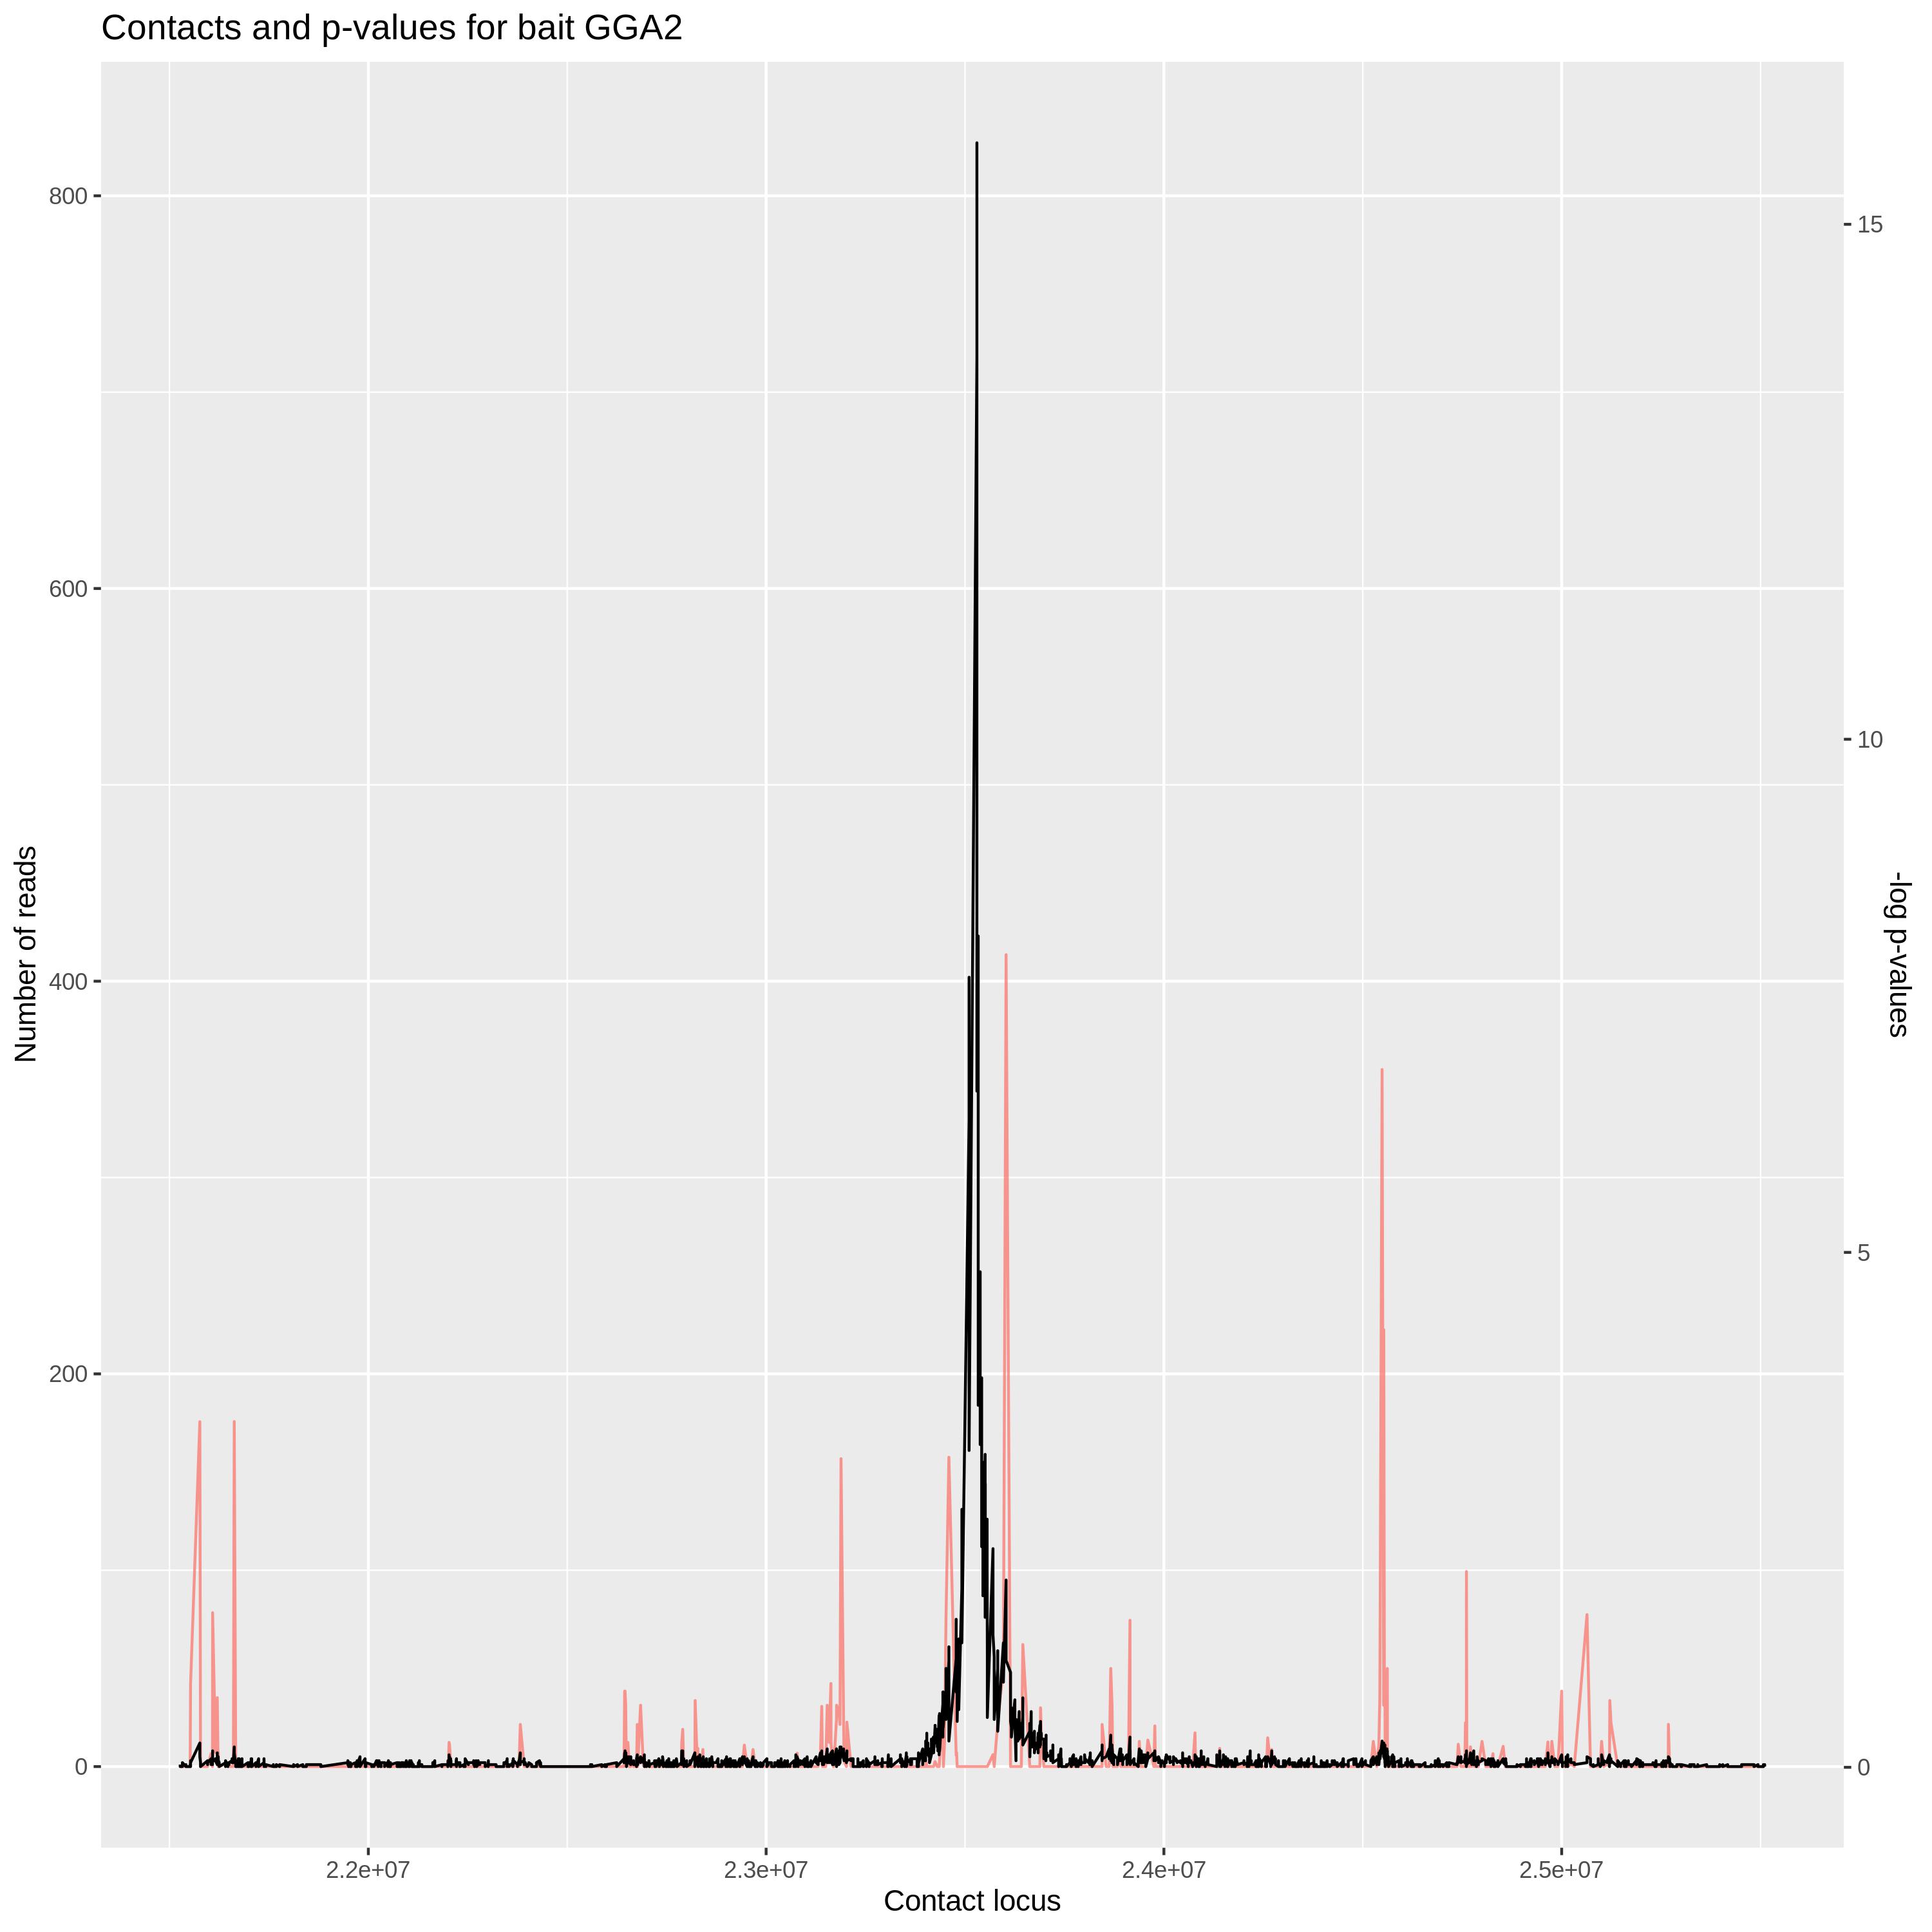 Contacts and p-values for bait GGA2
800
600
400
200
0
Number of reads
15
10
5
0
-log p-values
2.2e+07
2.3e+07
2.4e+07
2.5e+07
Contact locus